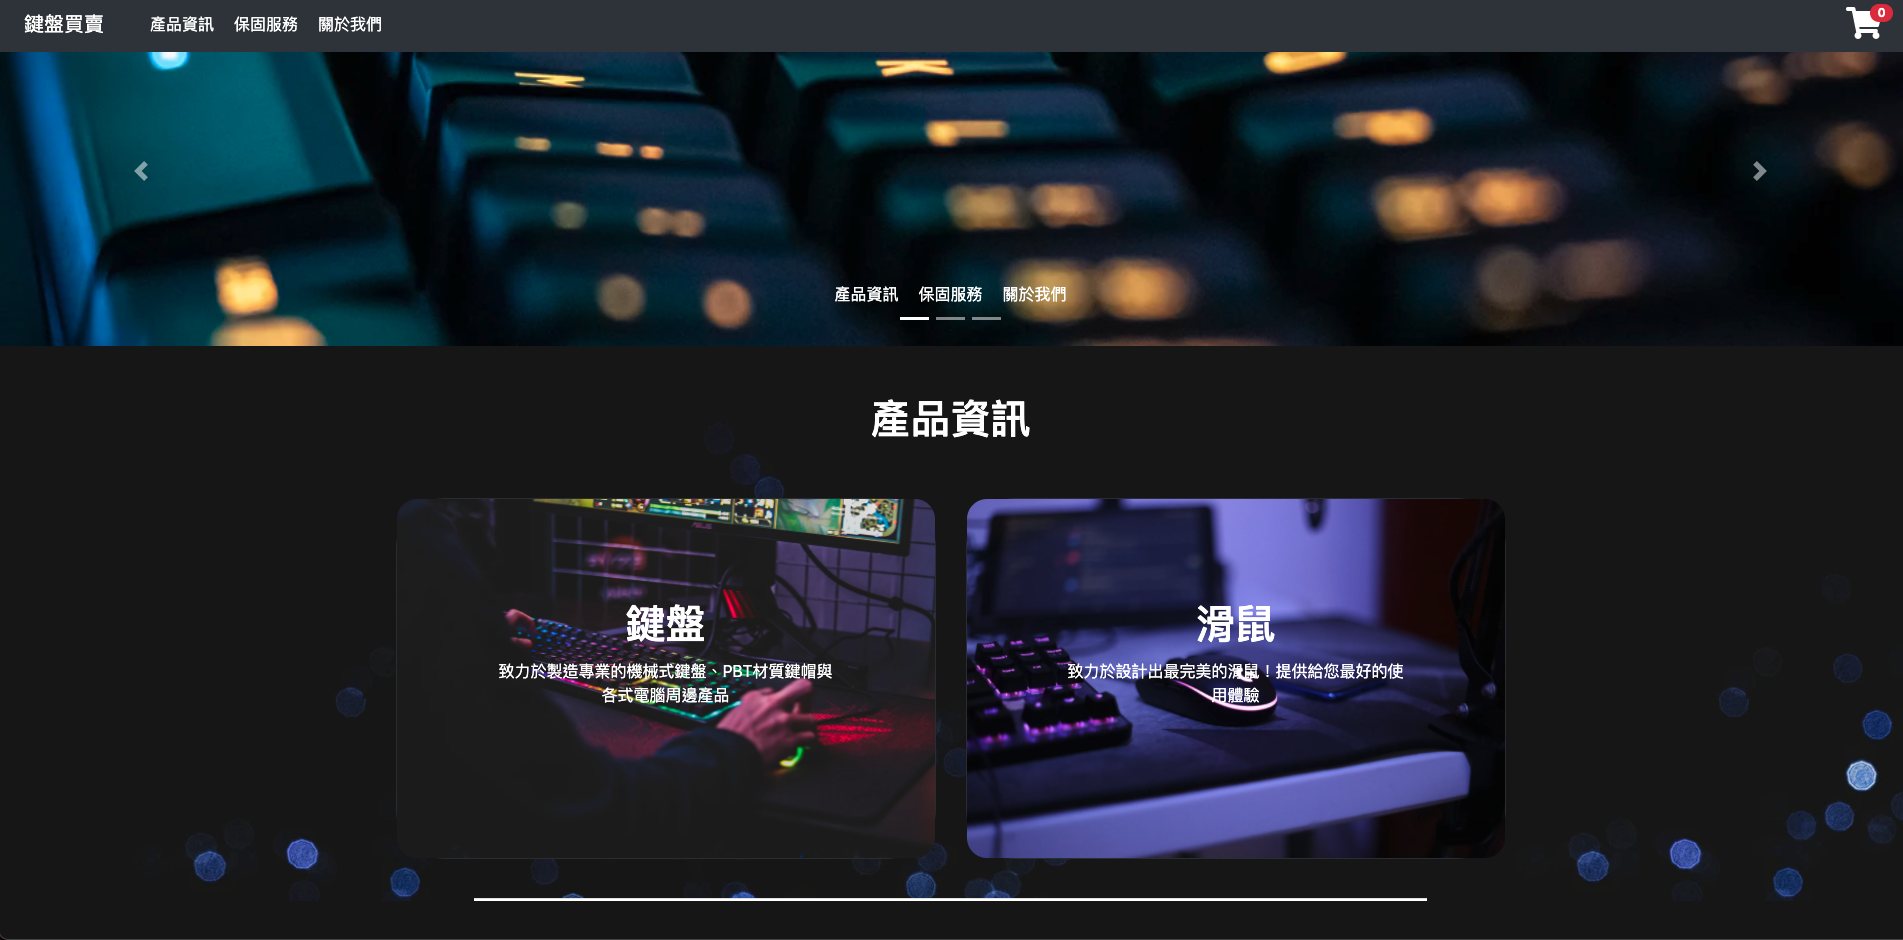 鍵盤買賣 產品資訊 保固服務 關於我們 0
產品資訊 保固服務 關於我們
產品資訊
鍵盤
致力於製造專業的機械式鍵盤、PBT材質鍵帽與
各式電腦周邊產品
滑鼠
致力於設計出最完美的滑鼠！提供給您最好的使
用體驗